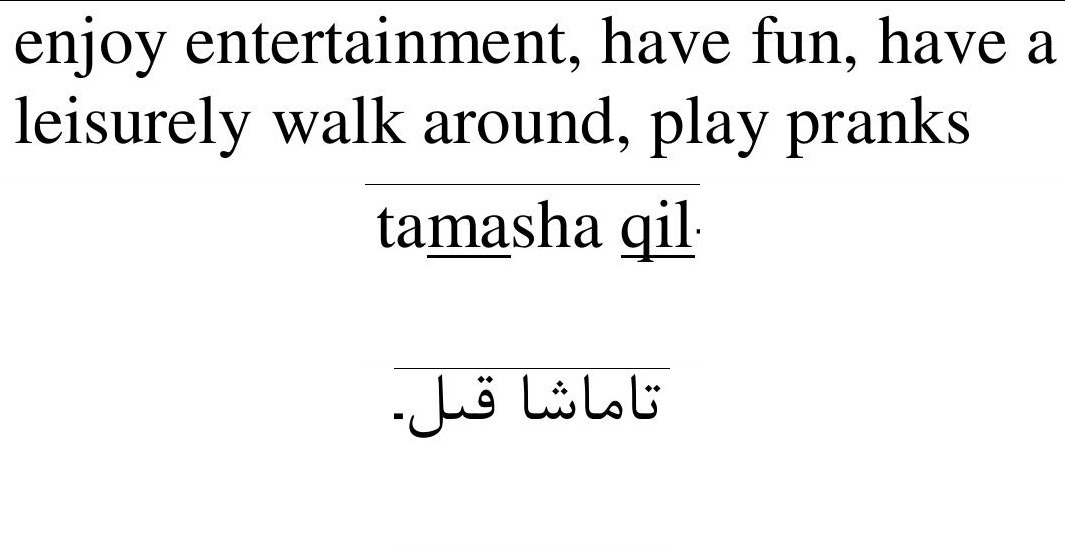 enjoy entertainment, have fun, have a
leisurely walk around, play pranks
tamasha qil-
تاماشا قىل-